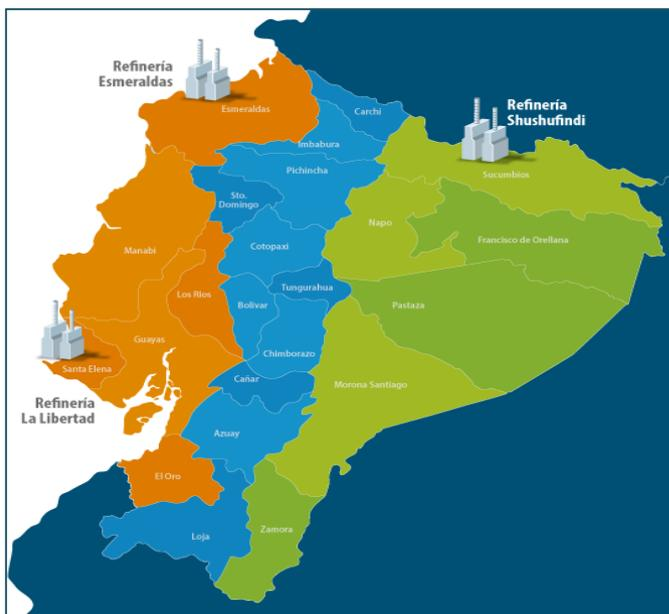 Refinería
Esmeraldas
Esmeraldas
Carchi
Refinería
Shushufindi
Imbabura
Pichincha
Sucumbios
Sto.
Domingo
Napo
Francisco de Orellana
Manabi
Cotopaxi
Los Rios
Bolivar
Tungurahua
Pastaza
Guayas
Chimborazo
Santa Elena
Cañar
Morona Santiago
Refinería
La Libertad
Azuay
El Oro
Loja
Zamora